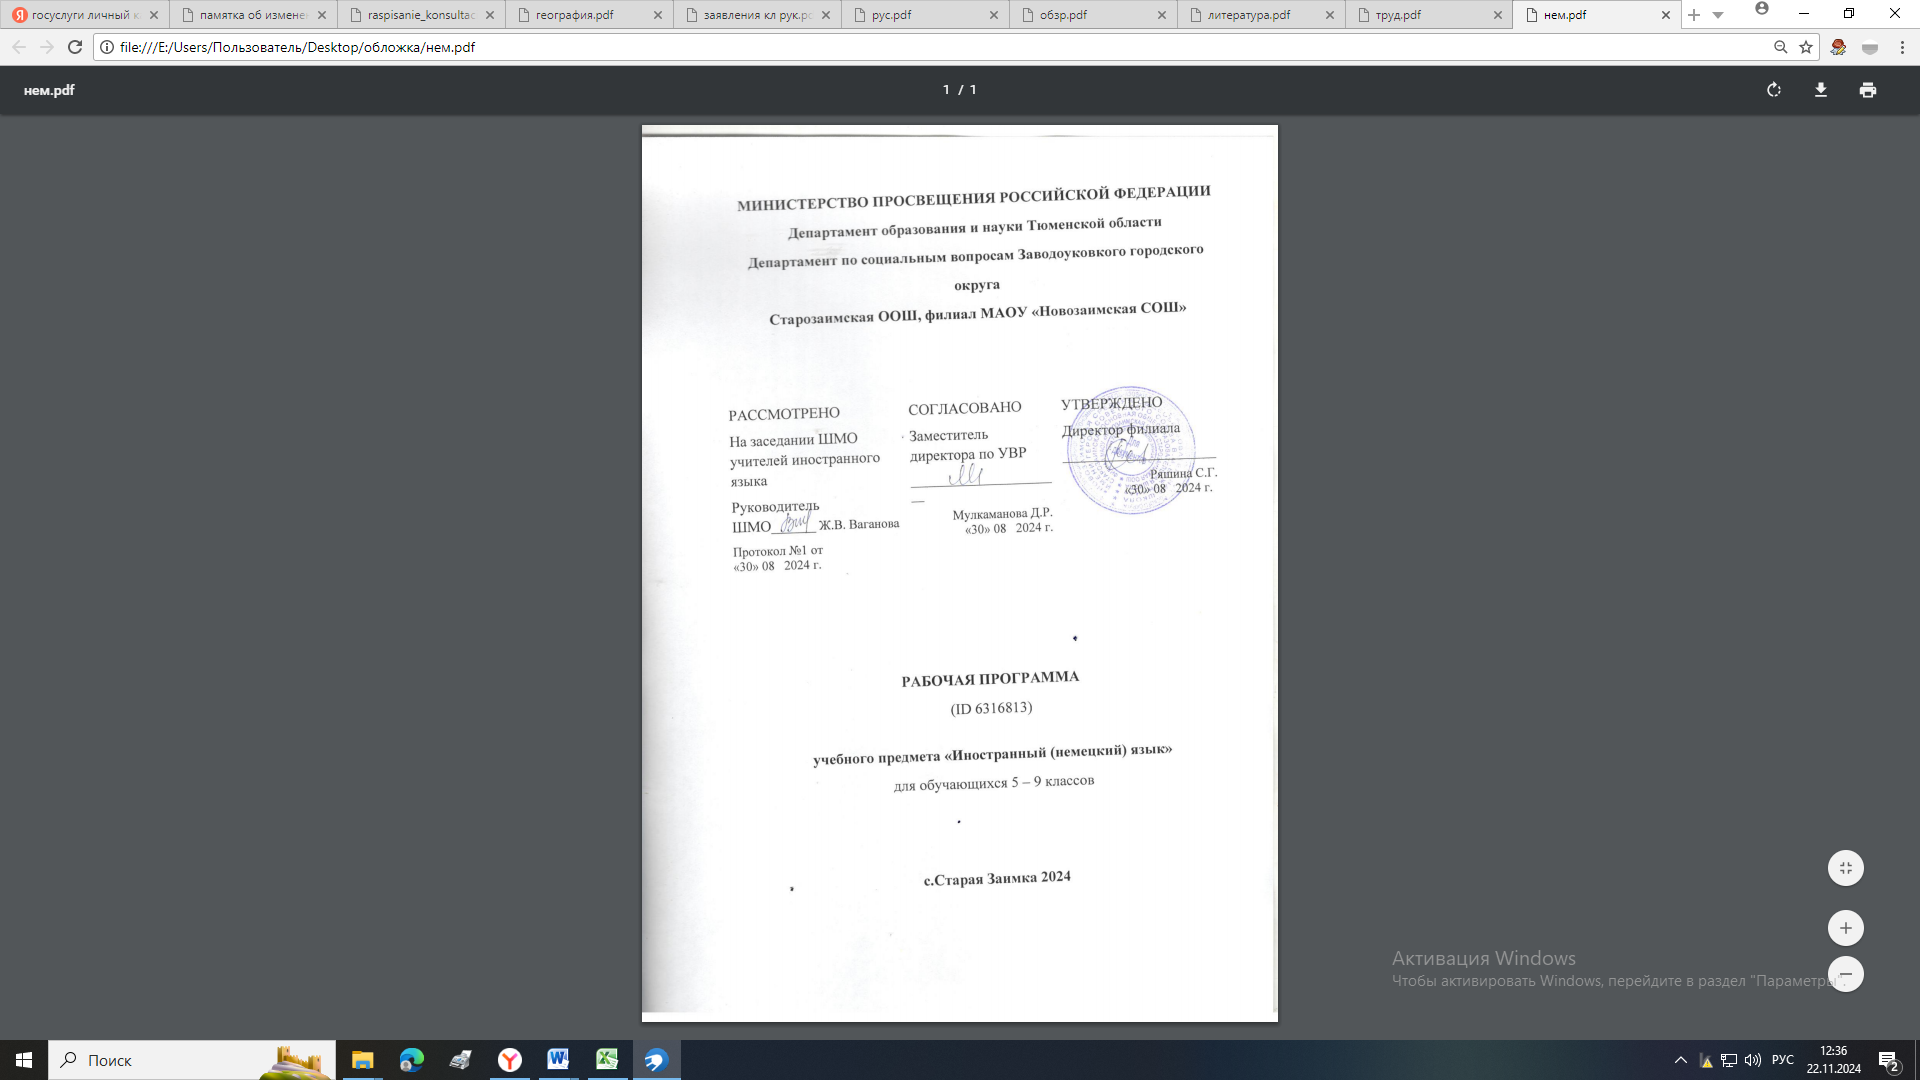 госуслуги личный к
памятка об измене
raspisanie_konsultac
география.pdf
заявления кл рук.pd
рус.pdf
обзр.pdf
литература.pdf
труд.pdf
нем.pdf
file:///E:/Users/Пользователь/Desktop/обложка/нем.pdf
нем.pdf
1 / 1
МИНИСТЕРСТВО ПРОСВЕЩЕНИЯ РОССИЙСКОЙ ФЕДЕРАЦИИ
Департамент образования и науки Тюменской области
Департамент по социальным вопросам Заводоуковкого городского
округа
Старозаимская ООШ, филиал МАОУ «Новозаимская СОШ»
РАССМОТРЕНО
На заседании ШМО
учителей иностранного
языка
Руководитель
ШМО______ Ж.В. Ваганова
Протокол №1 от
«30» 08 2024 г.
СОГЛАСОВАНО
Заместитель
директора по УВР
Мулкаманова Д.Р.
«30» 08 2024 г.
УТВЕРЖДЕНО
Директор филиала
Ряшина С.Г.
«30» 08 2024 г.
РАБОЧАЯ ПРОГРАММА
(ID 6316813)
учебного предмета «Иностранный (немецкий) язык»
для обучающихся 5 – 9 классов
с.Старая Заимка 2024
Активация Windows
Чтобы активировать Windows, перейдите в раздел "Параметры".
Поиск
РУС
12:36
22.11.2024
2